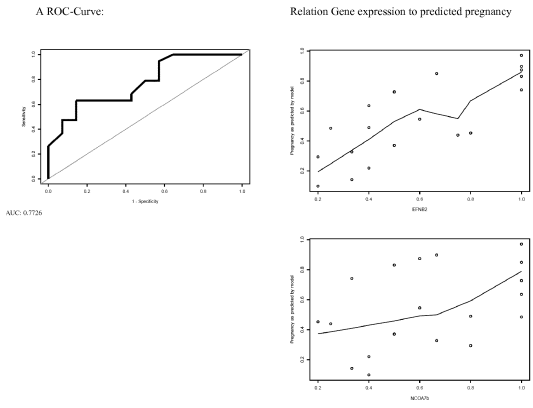 A ROC-Curve:
Relation Gene expression to predicted pregnancy
Sensitivity
0.0 0.2 0.4 0.6 0.8 1.0
0.0 0.2 0.4 0.6 0.8 1.0
1 - Specificity
AUC: 0.7726
Pregnancy as predicted by model
0.2 0.4 0.6 0.8 1.0
0.2 0.4 0.6 0.8 1.0
EFNB2
Pregnancy as predicted by model
0.2 0.4 0.6 0.8 1.0
0.2 0.4 0.6 0.8 1.0
NCOA7b